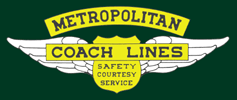 METROPOLITAN
COACH LINES
SAFETY
COURTESY
SERVICE